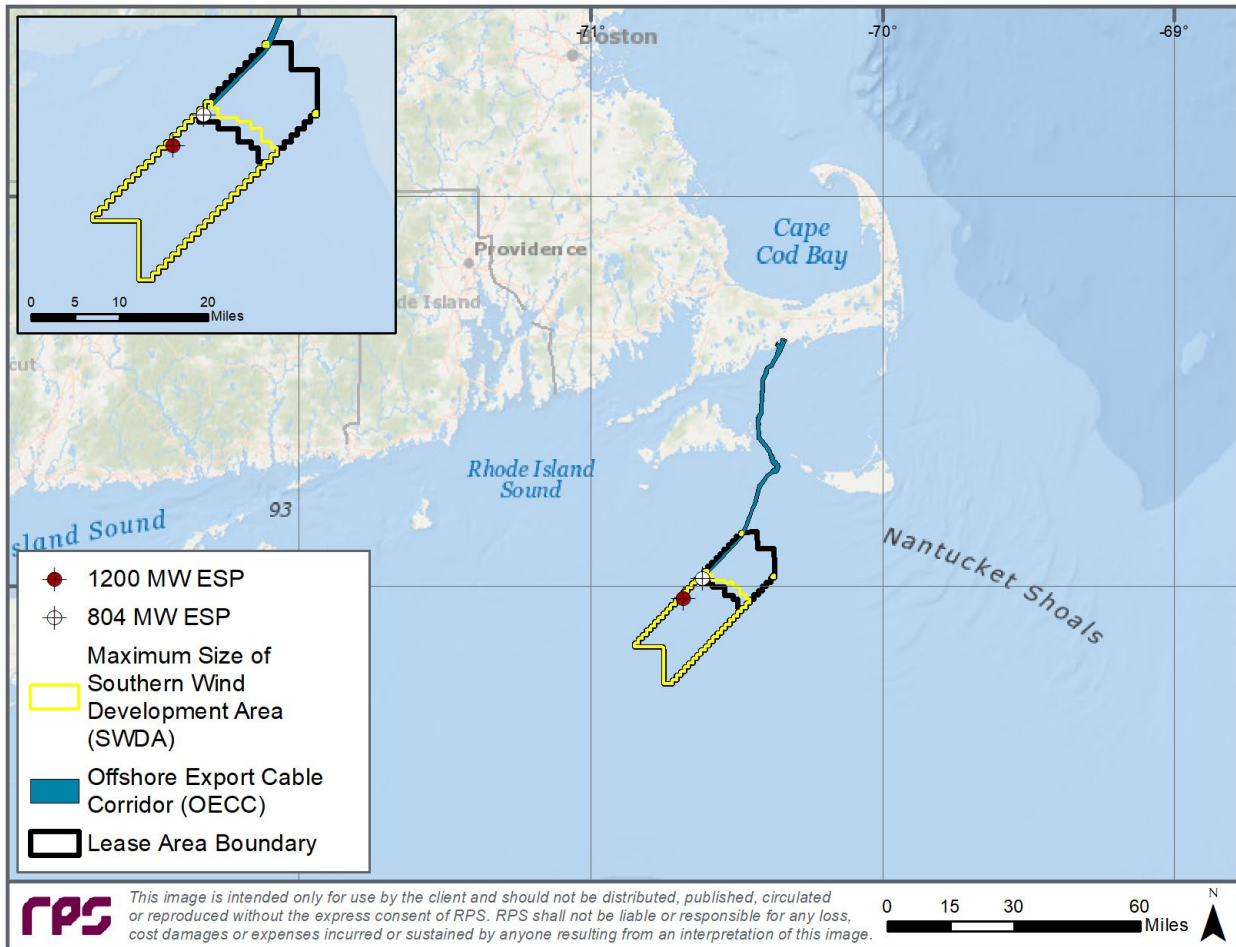 -71°
-70°
-69°
Boston
Providence
de Island
cut
Cape
Cod Bay
Rhode Island
Sound
93
sland Sound
Nantucket Shoals
0 5 10 20
Miles
1200 MW ESP
804 MW ESP
Maximum Size of
Southern Wind
Development Area
(SWDA)
Offshore Export Cable
Corridor (OECC)
Lease Area Boundary
rps
This image is intended only for use by the client and should not be distributed, published, circulated
or reproduced without the express consent of RPS. RPS shall not be liable or responsible for any loss,
cost damages or expenses incurred or sustained by anyone resulting from an interpretation of this image.
0 15 30 60
Miles
N